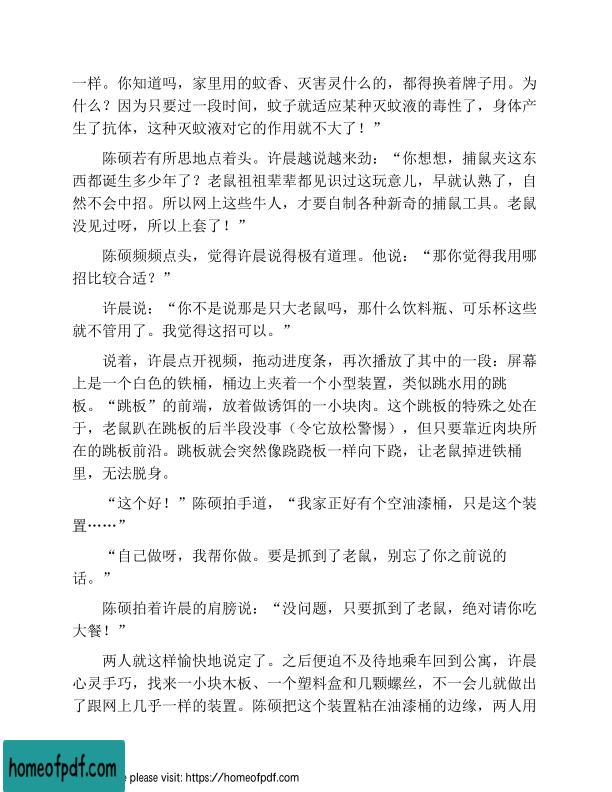 一样。你知道吗，家里用的蚊香、灭害灵什么的，都得换着牌子用。为
什么？因为只要过一段时间，蚊子就适应某种灭蚊液的毒性了，身体产
生了抗体，这种灭蚊液对它的作用就不大了！”
陈硕若有所思地点着头。许晨越说越来劲：“你想想，捕鼠夹这东
西都诞生多少年了？老鼠祖祖辈辈都见识过这玩意儿，早就认熟了，自
然不会中招。所以网上这些牛人，才要自制各种新奇的捕鼠工具。老鼠
没见过呀，所以上套了！”
陈硕频频点头，觉得许晨说得极有道理。他说：“那你觉得我用哪
招比较合适？”
许晨说：“你不是说那是只大老鼠吗，那什么饮料瓶、可乐杯这些
就不管用了。我觉得这招可以。”
说着，许晨点开视频，拖动进度条，再次播放了其中的一段：屏幕
上是一个白色的铁桶，桶边上夹着一个小型装置，类似跳水用的跳
板。“跳板”的前端，放着做诱饵的一小块肉。这个跳板的特殊之处在
于，老鼠趴在跳板的后半段没事（令它放松警惕），但只要靠近肉块所
在的跳板前沿。跳板就会突然像跷跷板一样向下跷，让老鼠掉进铁桶
里，无法脱身。
“这个好！”陈硕拍手道，“我家正好有个空油漆桶，只是这个装
置……”
“自己做呀，我帮你做。要是抓到了老鼠，别忘了你之前说的
话。”
陈硕拍着许晨的肩膀说：“没问题，只要抓到了老鼠，绝对请你吃
大餐！”
两人就这样愉快地说定了。之后便迫不及待地乘车回到公寓，许晨
心灵手巧，找来一小块木板、一个塑料盒和几颗螺丝，不一会儿就做出
了跟网上几乎一样的装置。陈硕把这个装置粘在油漆桶的边缘，两人用
homeofpdf.com
e please visit: https://homeofpdf.com